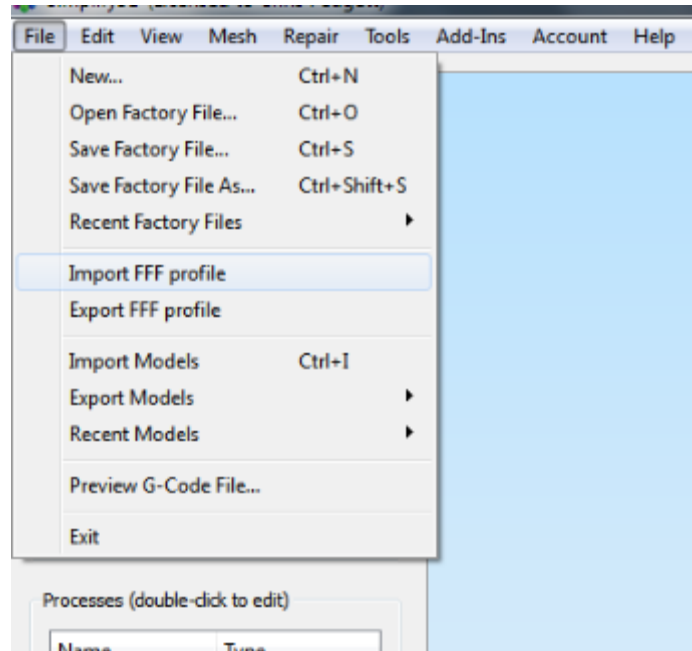 File Edit View Mesh Repair Tools Add-Ins Account Help
New... Ctrl+N
Open Factory File... Ctrl+O
Save Factory File... Ctrl+S
Save Factory File As... Ctrl+Shift+S
Recent Factory Files
Import FFF profile
Export FFF profile
Import Models Ctrl+I
Export Models
Recent Models
Preview G-Code File...
Exit
Processes (double-click to edit)
Name Type